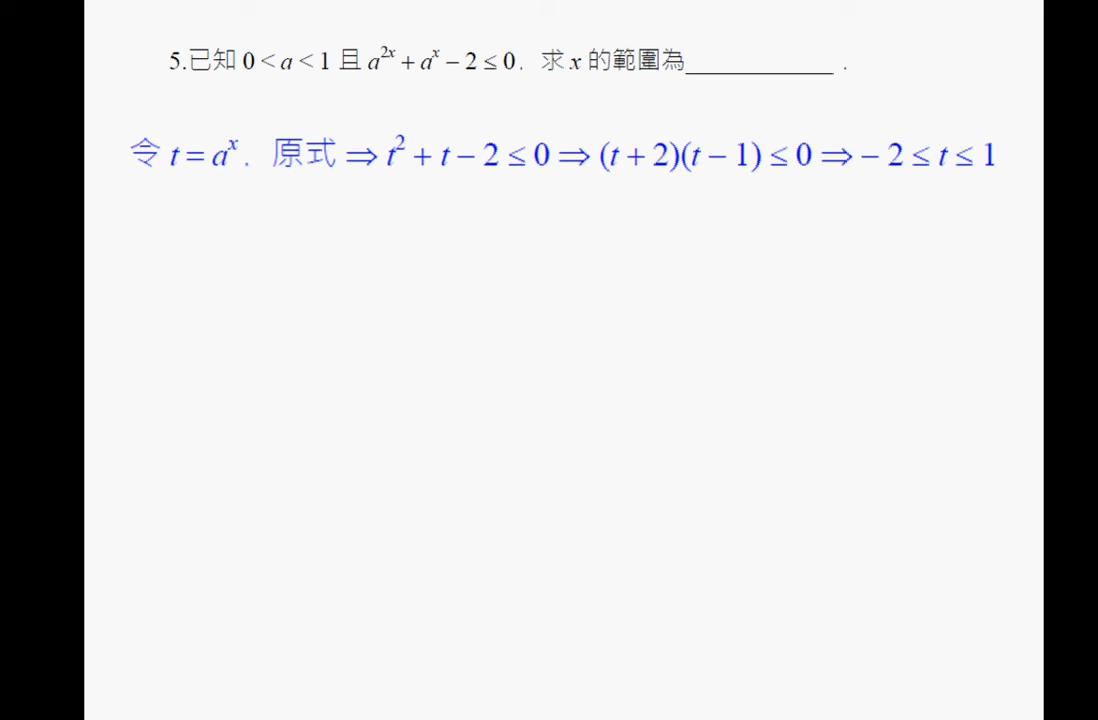 5.已知 0 < a < 1 且 a^{2x} + a^x − 2 ≤ 0﹐求 x 的範圍為____________﹒
令 t = a^x﹐原式 ⇒ t^2 + t − 2 ≤ 0 ⇒ (t + 2)(t − 1) ≤ 0 ⇒ − 2 ≤ t ≤ 1